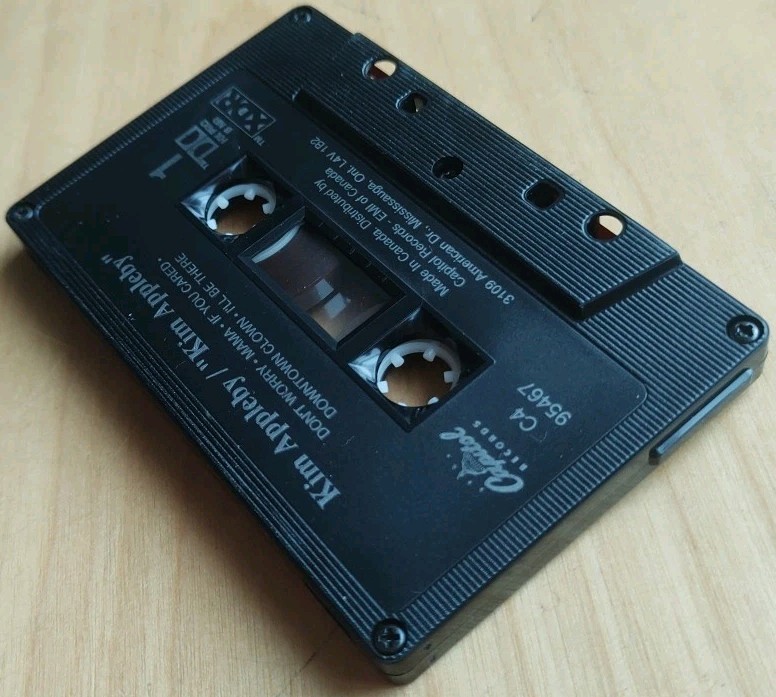 Kim Appleby / "Kim Appleby"
DON'T WORRY • MAMA • IF YOU CARED •
DOWNTOWN CLOWN • I'LL BE THERE
1
XDR
TM
Capitol
RECORDS
C4
95467
Made In Canada. Distributed by
Capitol Records - EMI of Canada
3109 American Dr., Mississauga, Ont. L4V 1B2